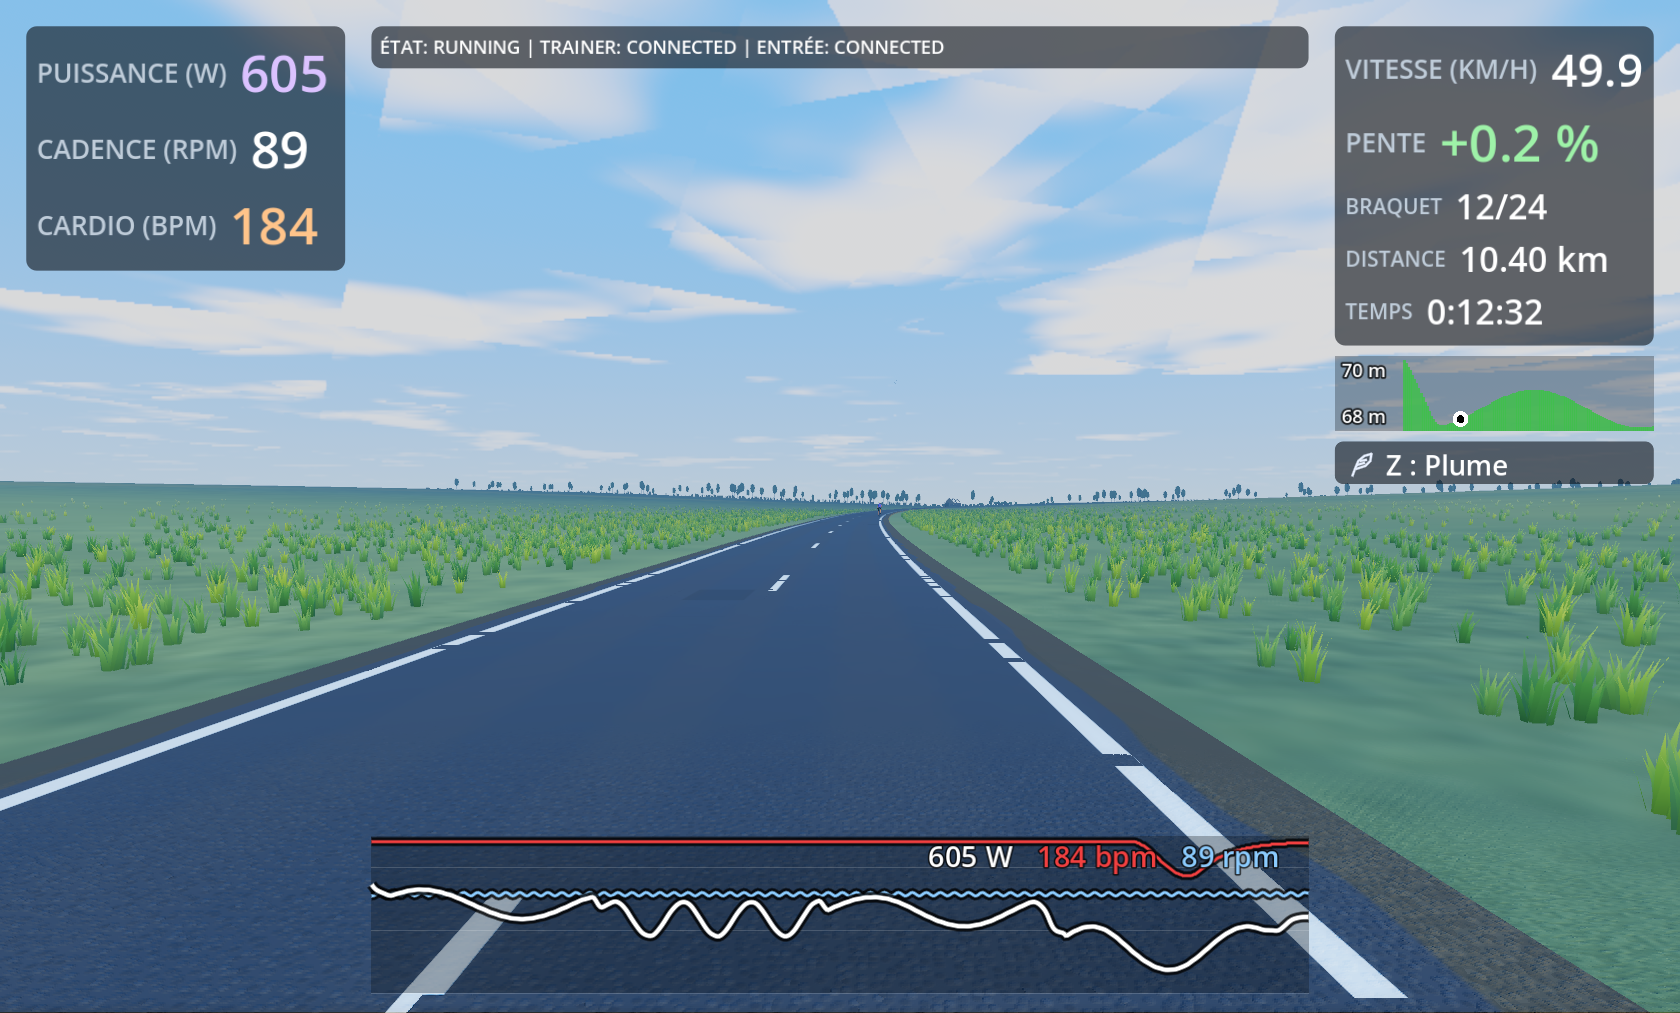 PUISSANCE (W) 605
CADENCE (RPM) 89
CARDIO (BPM) 184
ÉTAT: RUNNING | TRAINER: CONNECTED | ENTRÉE: CONNECTED
VITESSE (KM/H) 49.9
PENTE +0.2 %
BRAQUET 12/24
DISTANCE 10.40 km
TEMPS 0:12:32
70 m
68 m
Z : Plume
605 W 184 bpm 89 rpm